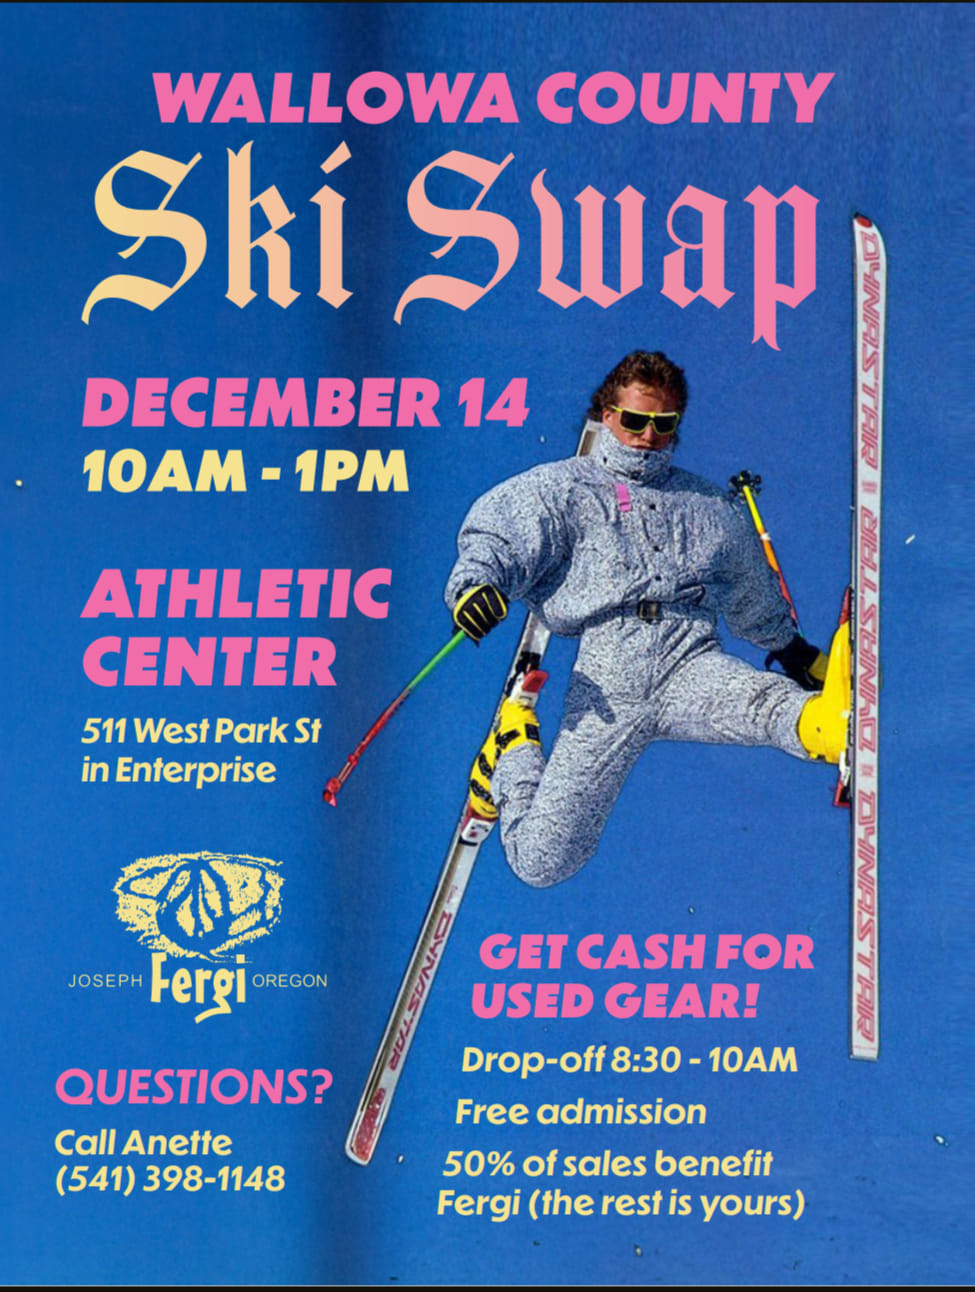 WALLOWA COUNTY
Ski Swap
DECEMBER 14
10AM - 1PM
ATHLETIC
CENTER
511 West Park St
in Enterprise
JOSEPH Fergi OREGON
QUESTIONS?
Call Anette
(541) 398-1148
GET CASH FOR
USED GEAR!
Drop-off 8:30 - 10AM
Free admission
50% of sales benefit
Fergi (the rest is yours)
DYNASTAR
DYNASTAR
DYNASTAR
DYNASTAR